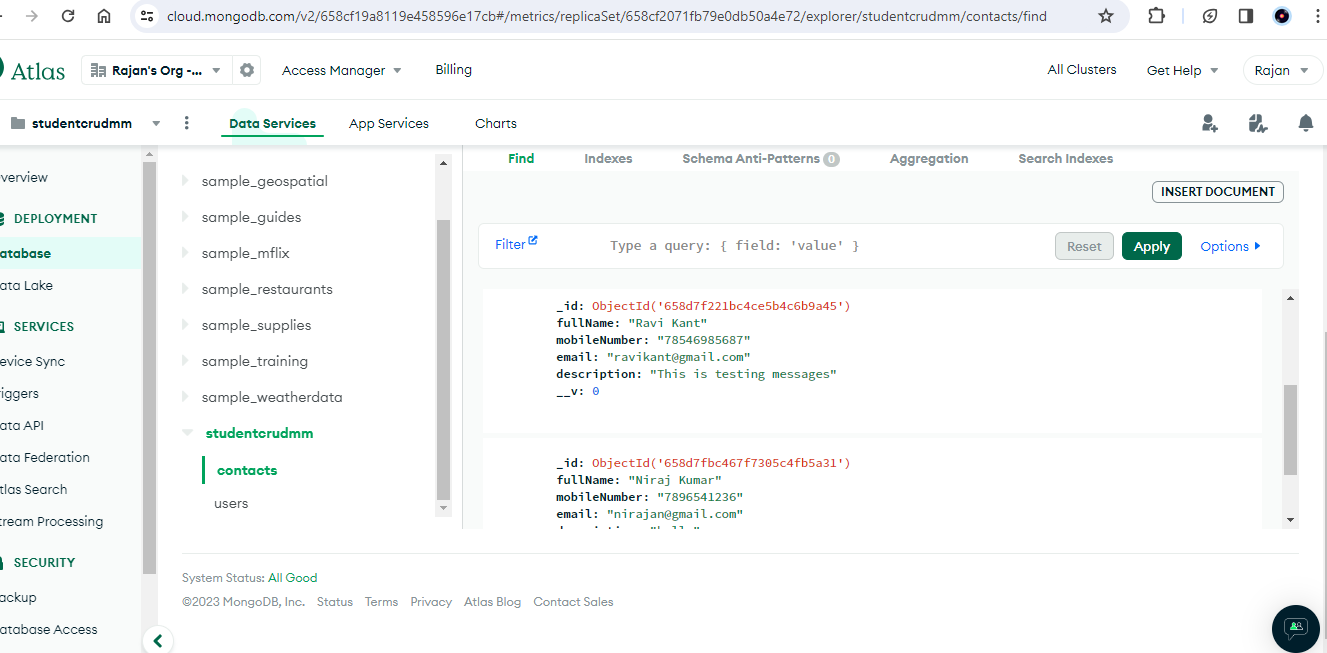 cloud.mongodb.com/v2/658cf19a8119e458596e17cb#/metrics/replicaSet/658cf2071fb79e0db50a4e72/explorer/studentcrudmm/contacts/find
Atlas
Rajan's Org -...
Access Manager
Billing
All Clusters
Get Help
Rajan
studentcrudmm
Data Services
App Services
Charts
verview
DEPLOYMENT
atabase
ata Lake
SERVICES
evice Sync
iggers
ata API
ata Federation
tlas Search
tream Processing
SECURITY
ackup
atabase Access
sample_geospatial
sample_guides
sample_mflix
sample_restaurants
sample_supplies
sample_training
sample_weatherdata
studentcrudmm
contacts
users
Find
Indexes
Schema Anti-Patterns 0
Aggregation
Search Indexes
INSERT DOCUMENT
Filter
Type a query: { field: 'value' }
Reset
Apply
Options
_id: ObjectId('658d7f221bc4ce5b4c6b9a45')
fullName: "Ravi Kant"
mobileNumber: "78546985687"
email: "ravikant@gmail.com"
description: "This is testing messages"
__v: 0
_id: ObjectId('658d7fbc467f7305c4fb5a31')
fullName: "Niraj Kumar"
mobileNumber: "7896541236"
email: "nirajan@gmail.com"
System Status: All Good
©2023 MongoDB, Inc.
Status
Terms
Privacy
Atlas Blog
Contact Sales